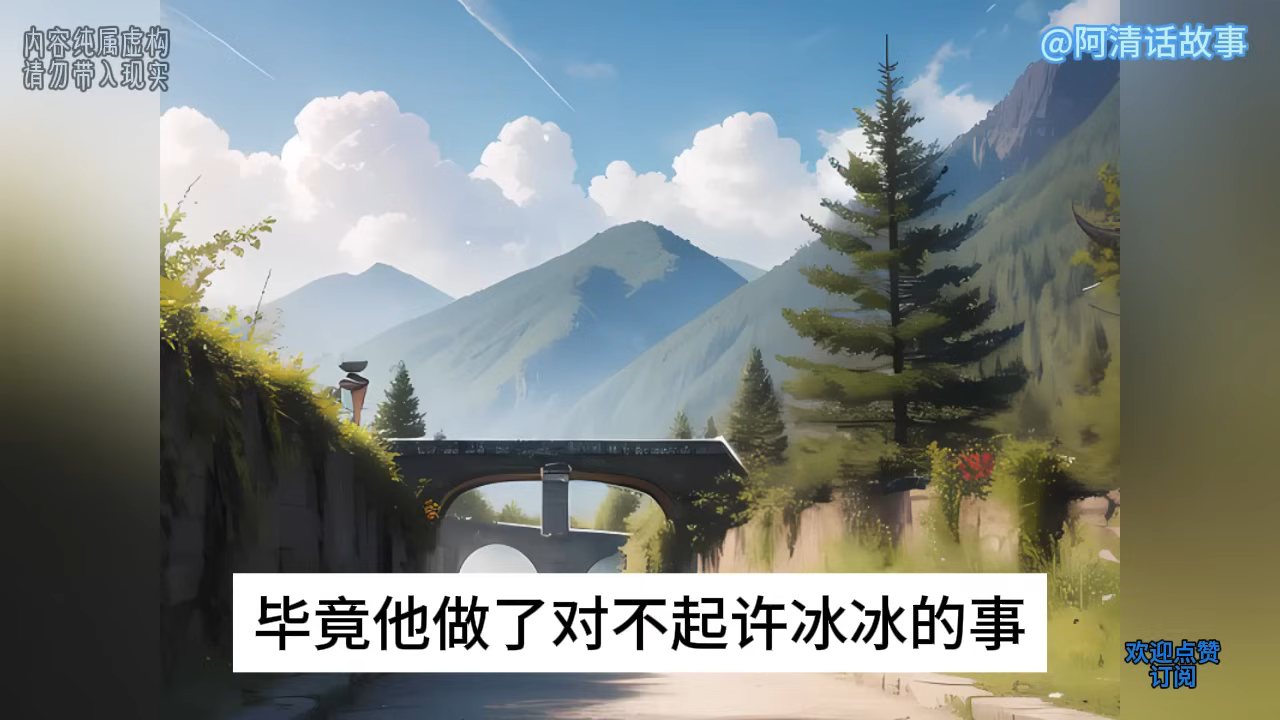 内容纯属虚构
请勿带入现实
@阿清话故事
毕竟他做了对不起许冰冰的事
欢迎点赞
订阅